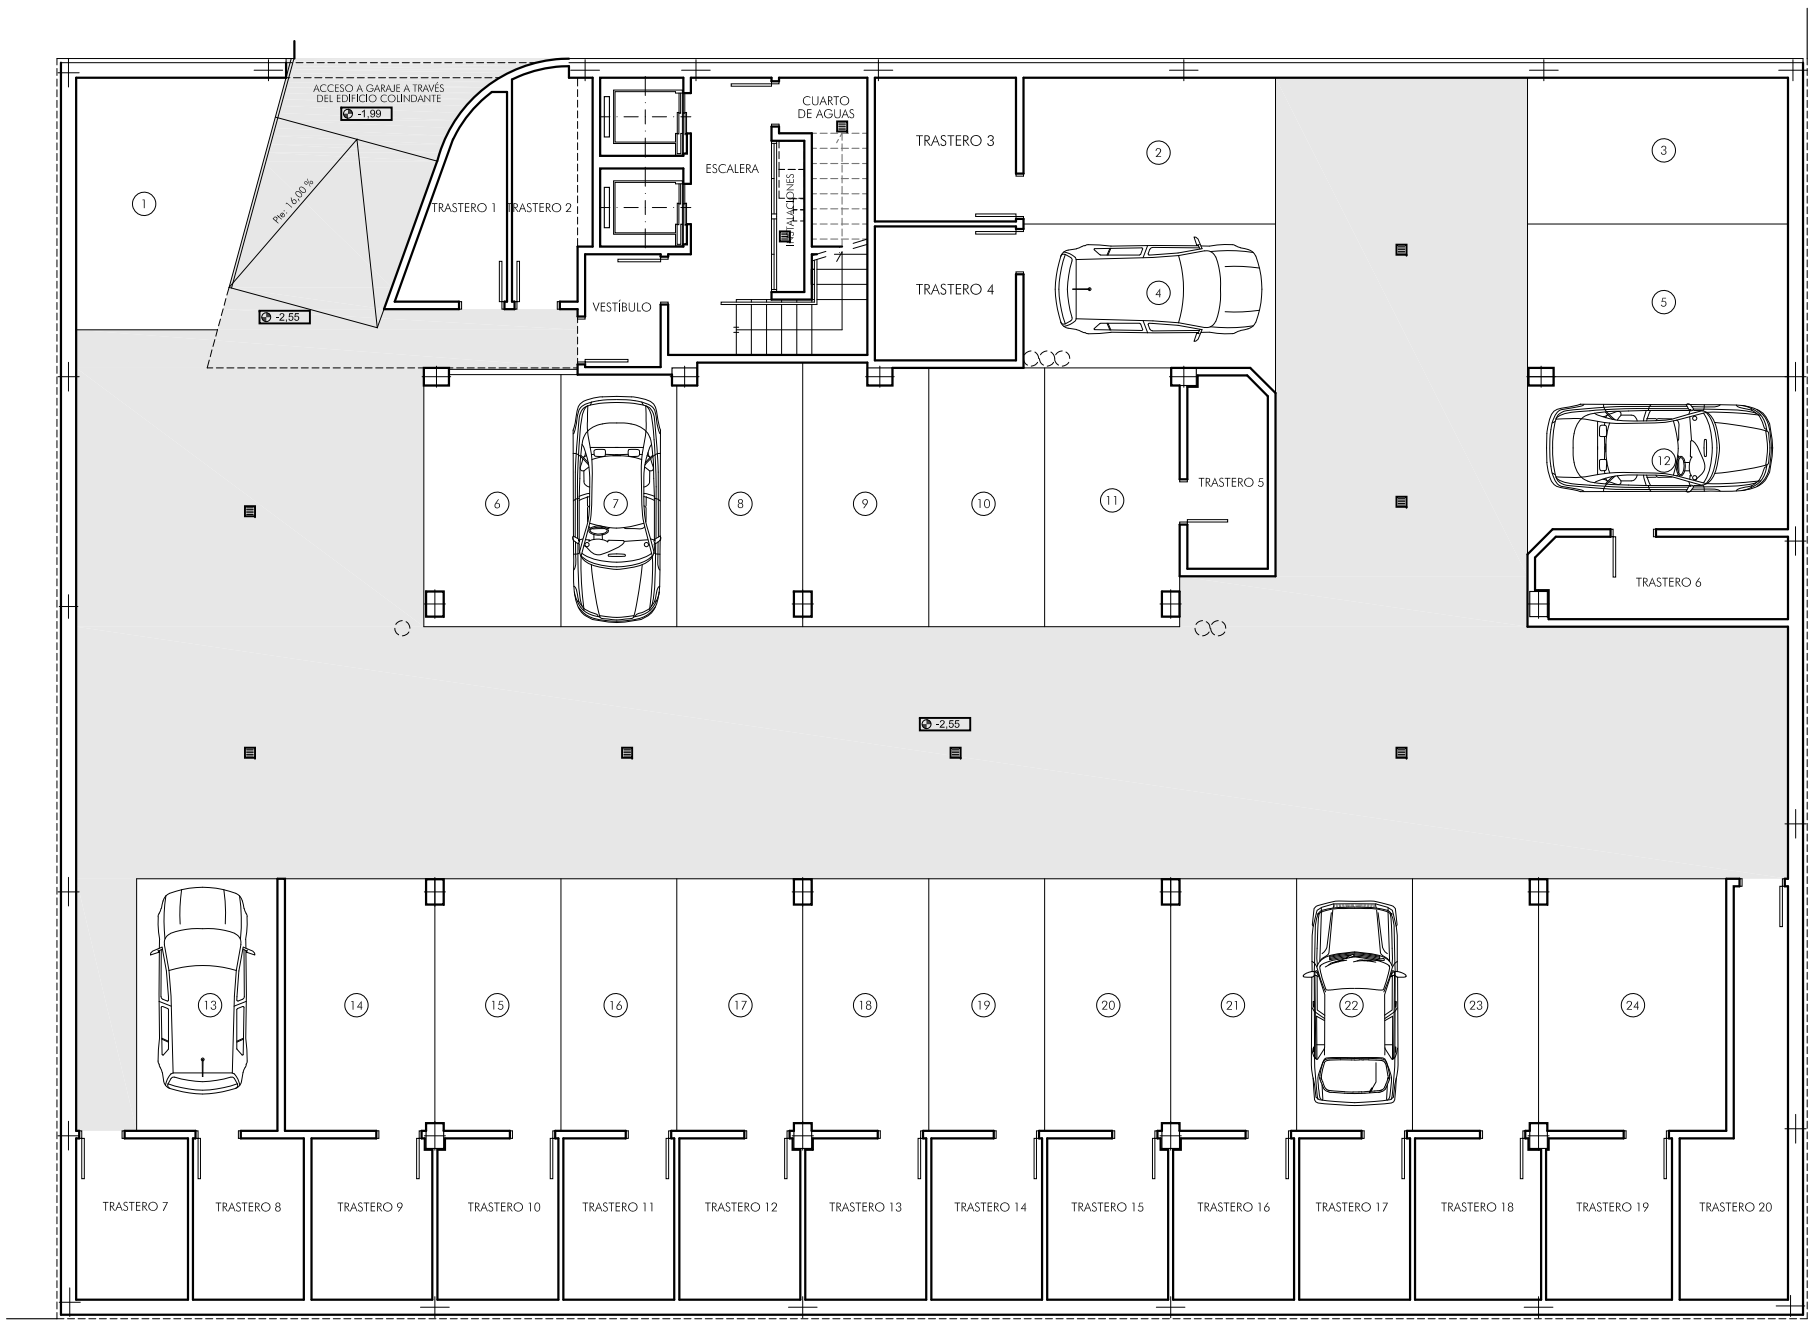 ACCESO A GARAJE A TRAVÉS
DEL EDIFICIO COLINDANTE
-1,99
CUARTO
DE AGUAS
TRASTERO 3
2
3
ESCALERA
INSTALACIONES
1
Pte: 16,00 %
TRASTERO 1
TRASTERO 2
TRASTERO 4
4
5
VESTÍBULO
-2,55
6
7
8
9
10
11
TRASTERO 5
12
TRASTERO 6
-2,55
13
14
15
16
17
18
19
20
21
22
23
24
TRASTERO 7
TRASTERO 8
TRASTERO 9
TRASTERO 10
TRASTERO 11
TRASTERO 12
TRASTERO 13
TRASTERO 14
TRASTERO 15
TRASTERO 16
TRASTERO 17
TRASTERO 18
TRASTERO 19
TRASTERO 20